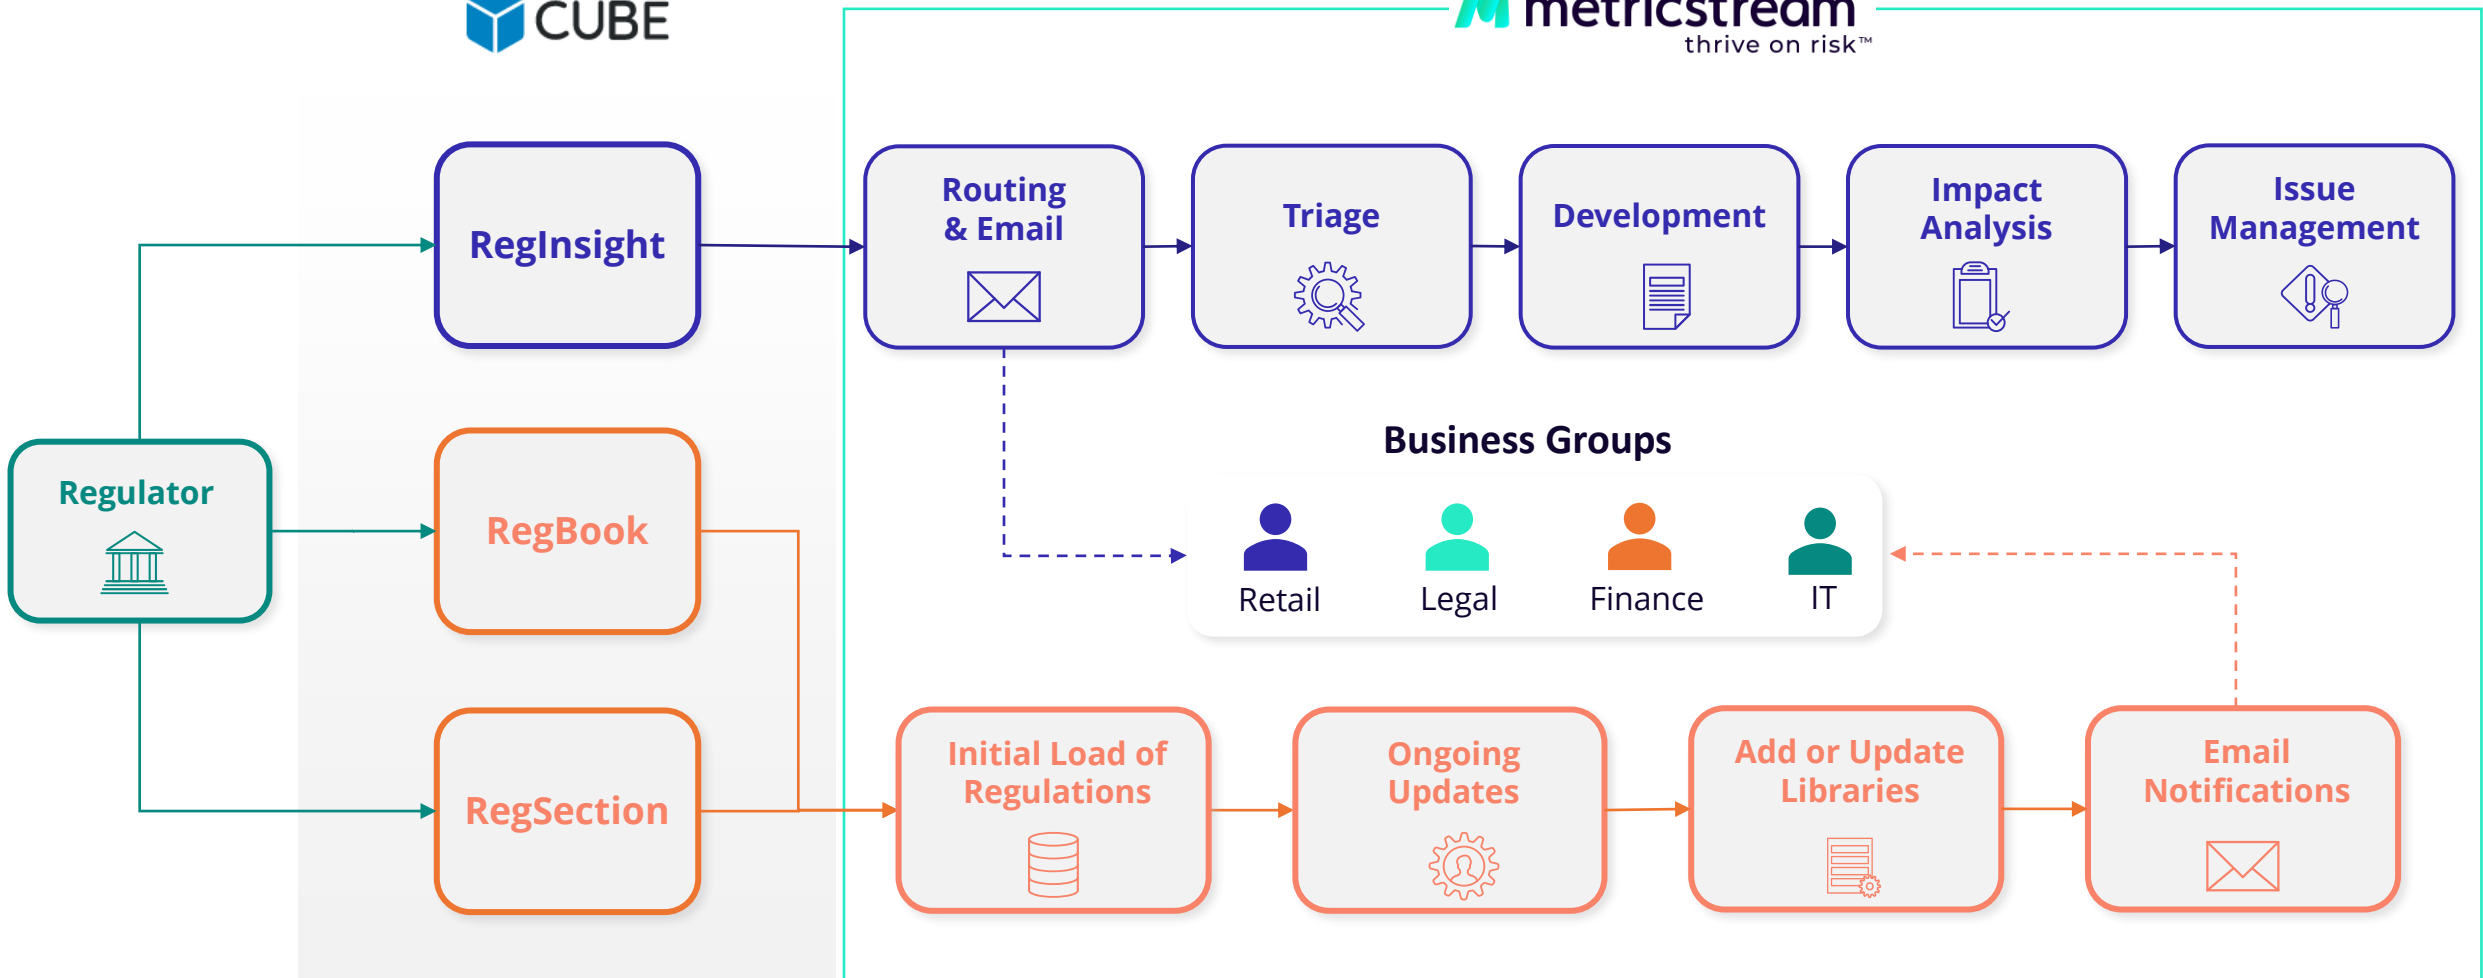 CUBE
metricstream
thrive on risk™
Routing
& Email
Triage
Development
Impact
Analysis
Issue
Management
RegInsight
Business Groups
Regulator
RegBook
Retail
Legal
Finance
IT
RegSection
Initial Load of
Regulations
Ongoing
Updates
Add or Update
Libraries
Email
Notifications